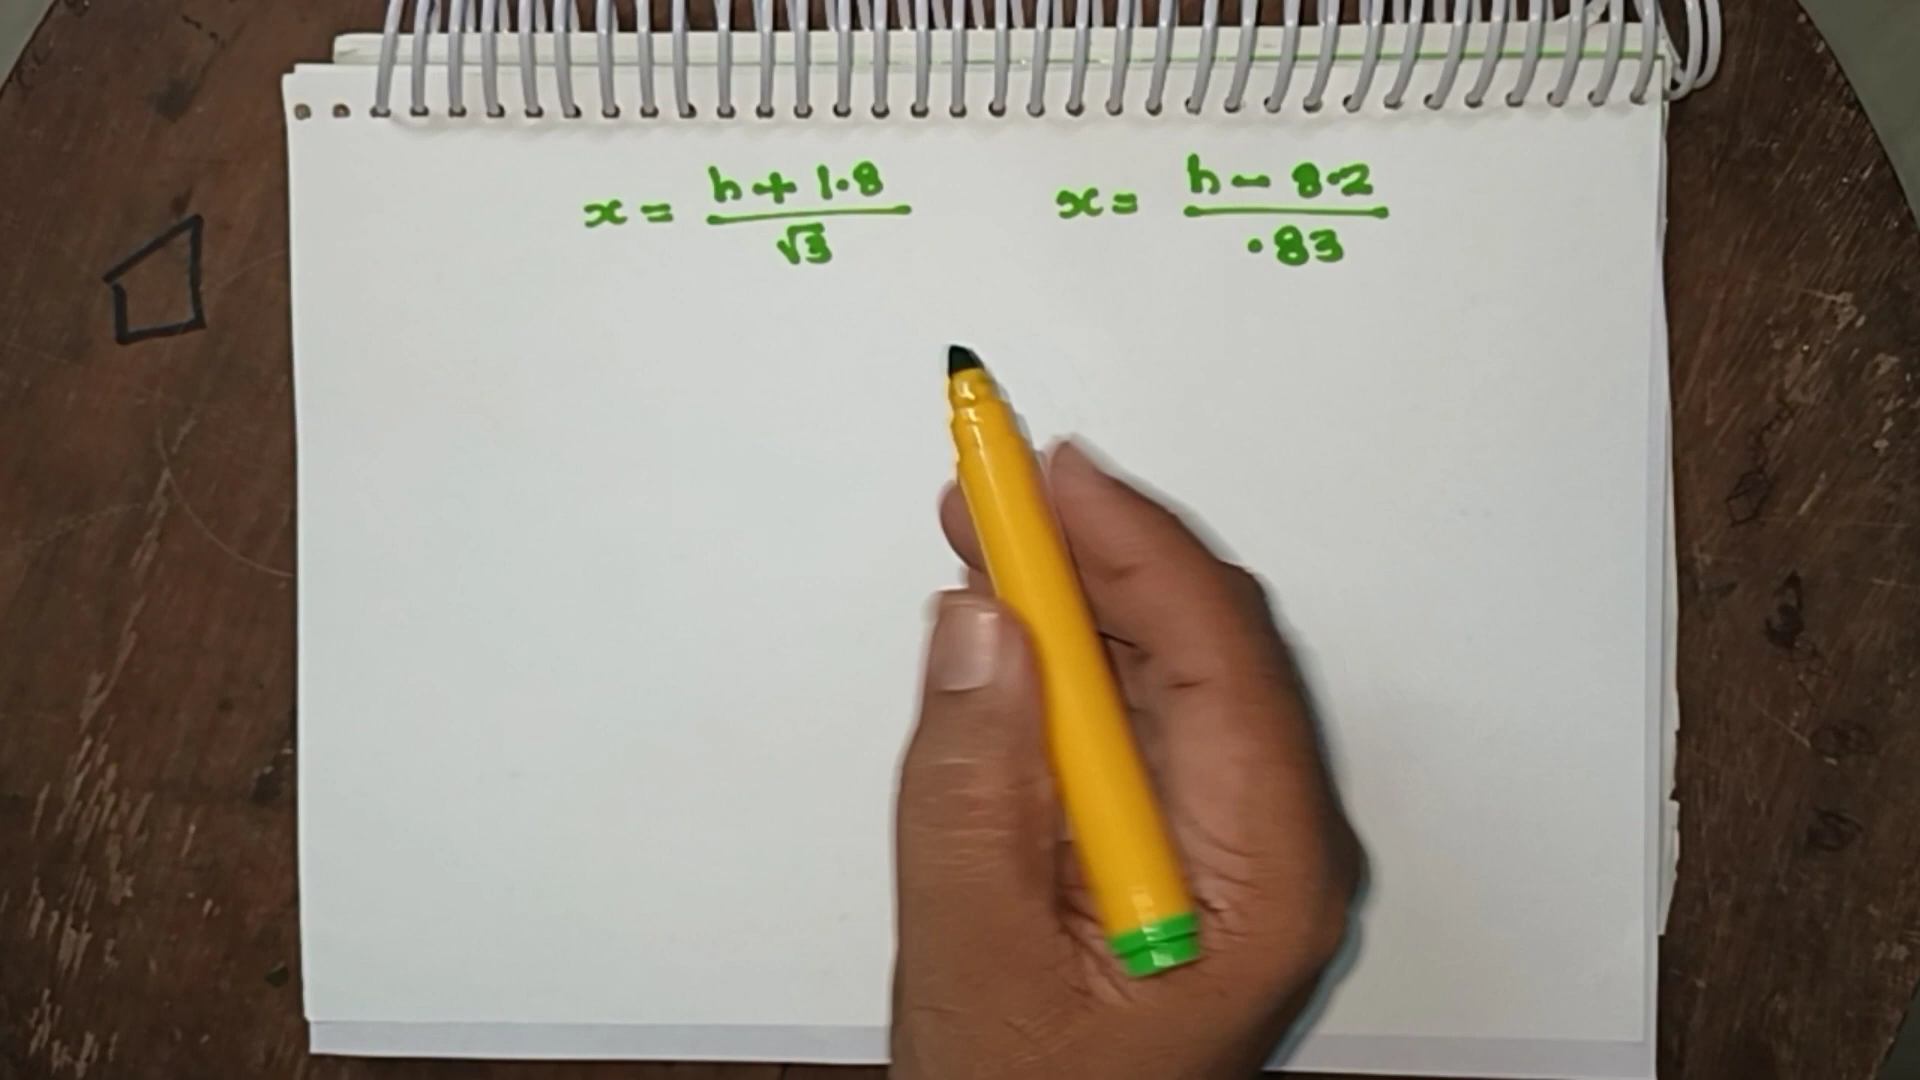 x = h + 1.8 / √3
x = h - 8.2 / .83